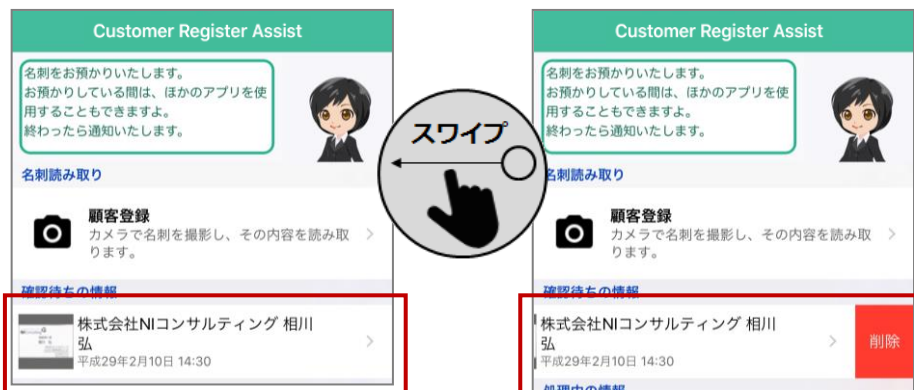 Customer Register Assist
名刺をお預かりいたします。
お預かりしている間は、ほかのアプリを使
用することもできますよ。
終わったら通知いたします。
名刺読み取り
顧客登録
カメラで名刺を撮影し、その内容を読み取
ります。
確認待ちの情報
株式会社NIコンサルティング 相川
弘
平成29年2月10日 14:30
スワイプ
Customer Register Assist
名刺をお預かりいたします。
お預かりしている間は、ほかのアプリを使
用することもできますよ。
終わったら通知いたします。
名刺読み取り
顧客登録
カメラで名刺を撮影し、その内容を読み取
ります。
確認待ちの情報
株式会社NIコンサルティング 相川
弘
平成29年2月10日 14:30
削除
処理中の情報